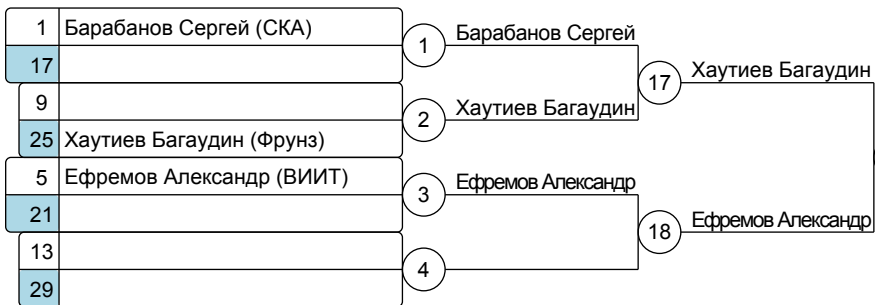 1 Барабанов Сергей (СКА)
17
9
25 Хаутиев Багаудин (Фрунз)
5 Ефремов Александр (ВИИТ)
21
13
29
1 Барабанов Сергей
2 Хаутиев Багаудин
3 Ефремов Александр
4
17 Хаутиев Багаудин
18 Ефремов Александр